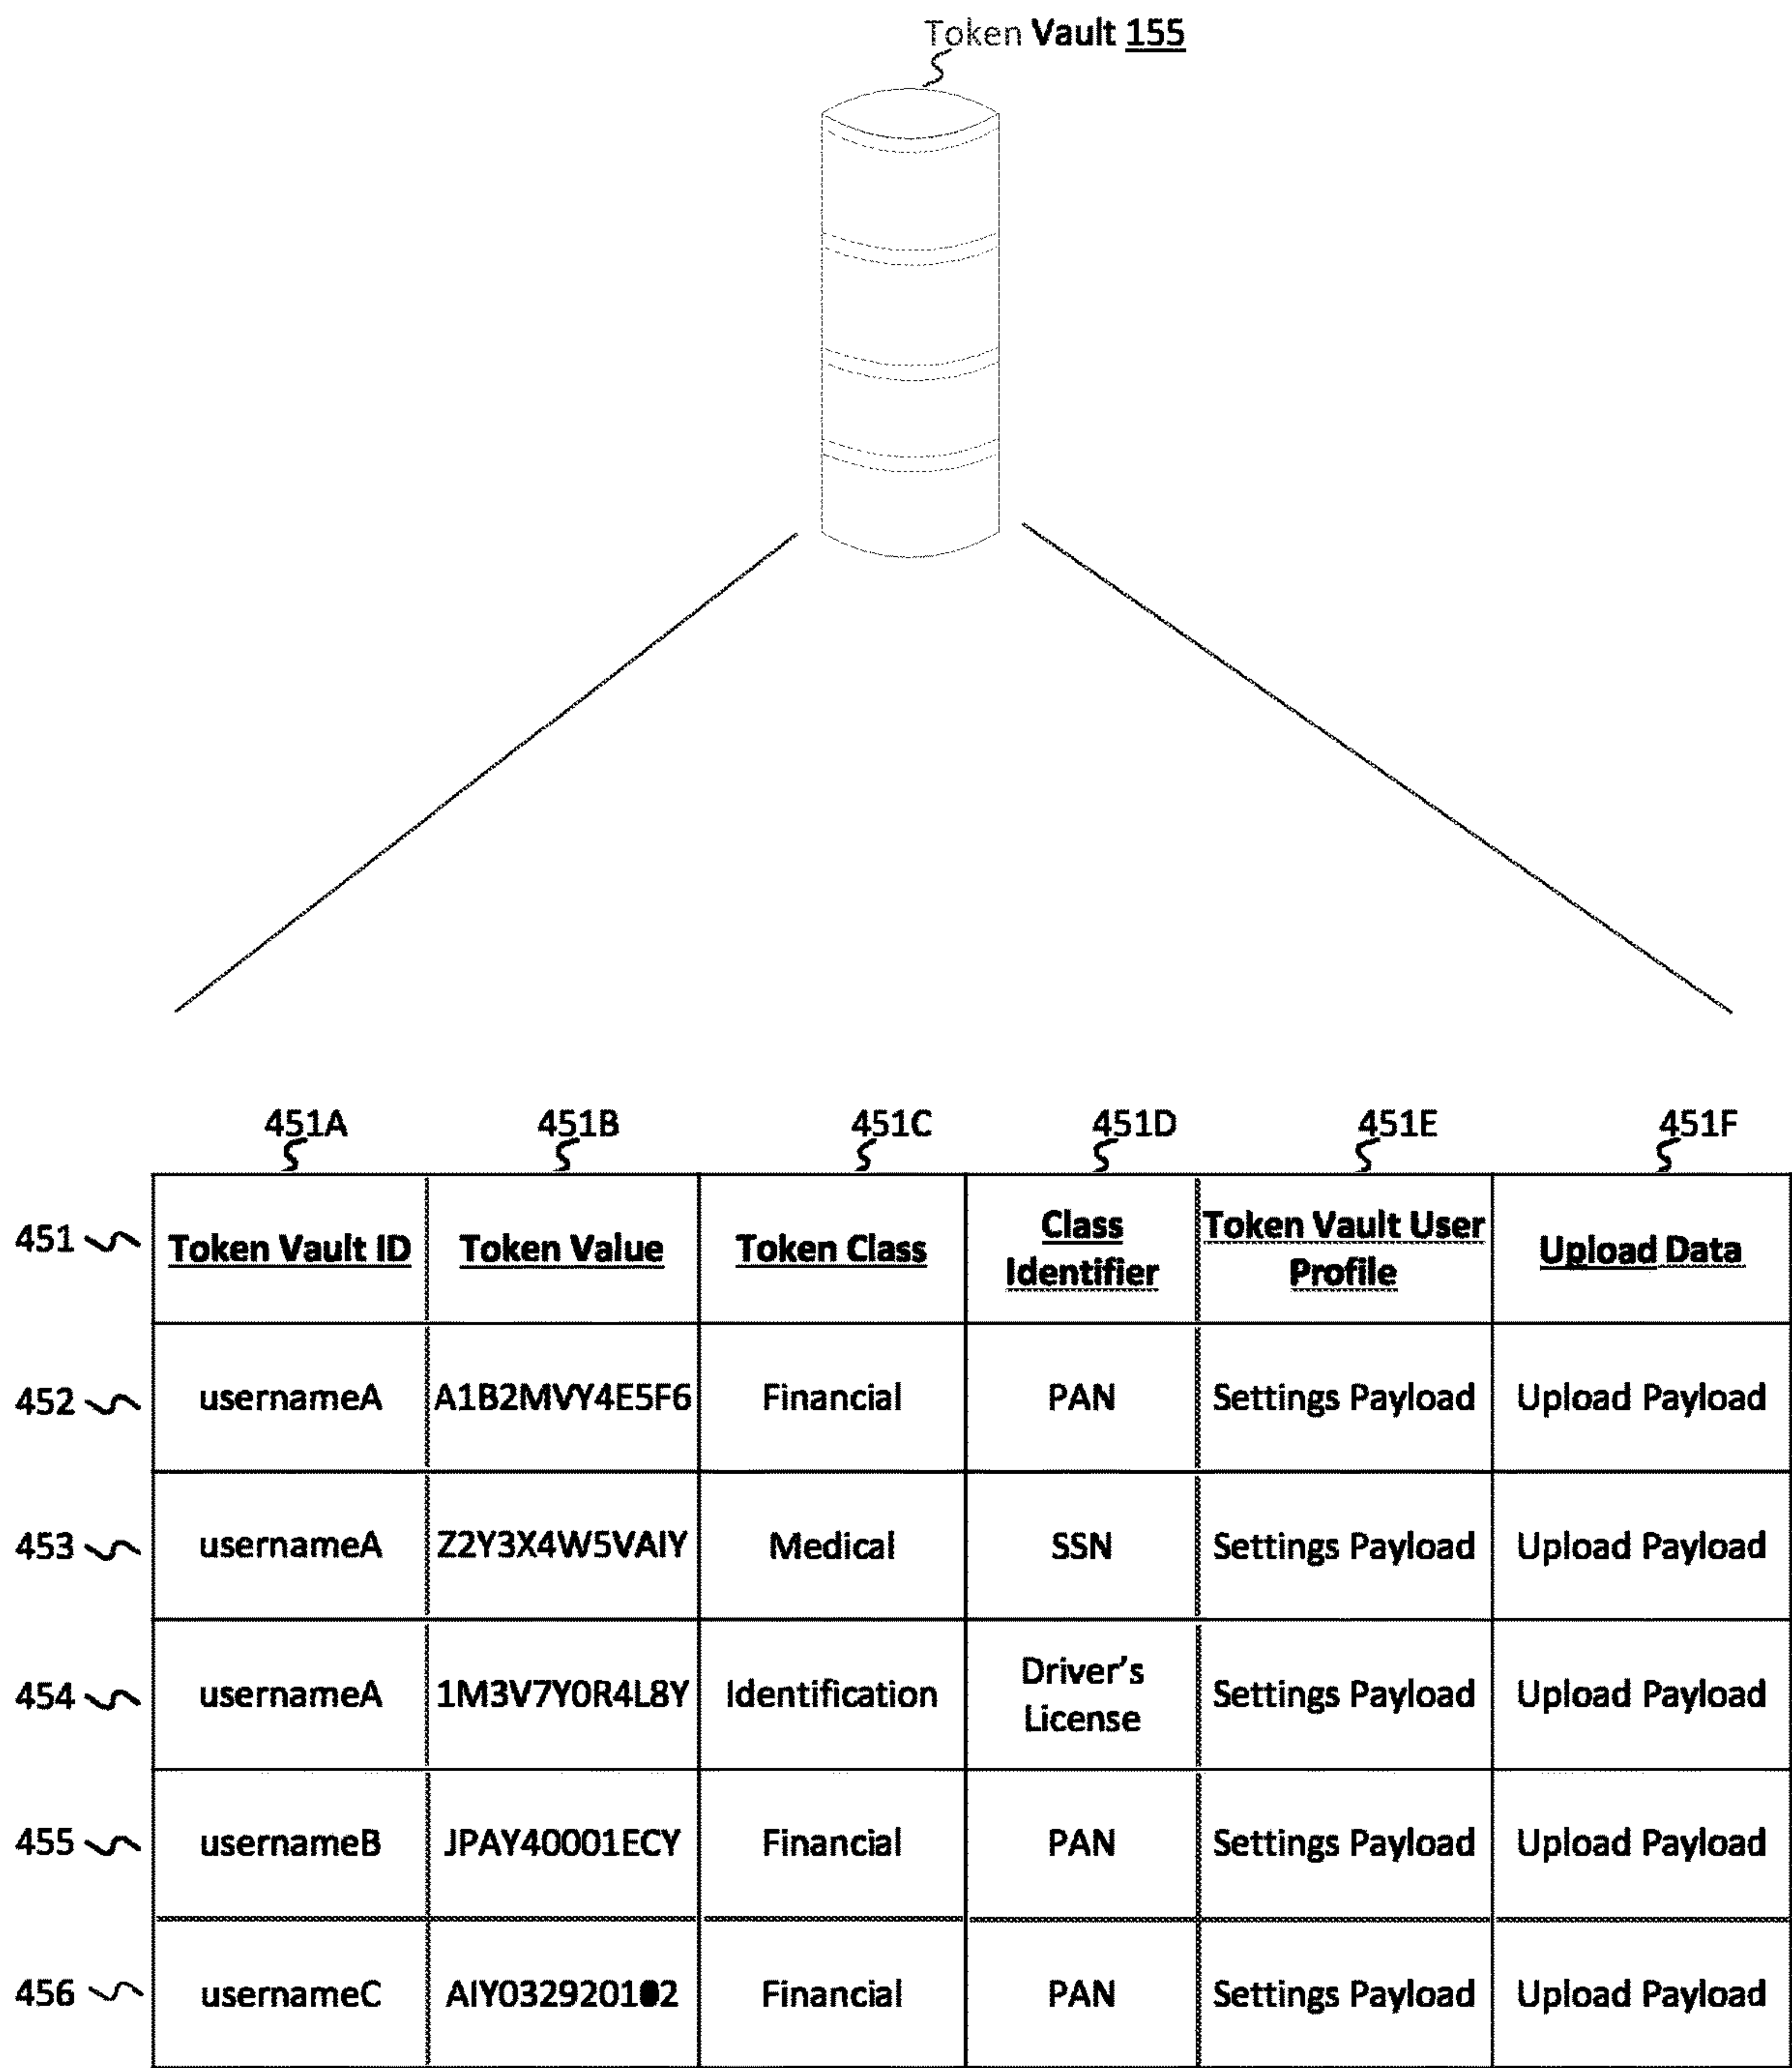 Token Vault 155
451A 451B 451C 451D 451E 451F
451 Token Vault ID Token Value Token Class Class Identifier Token Vault User Profile Upload Data
452 usernameA A1B2MVY4E5F6 Financial PAN Settings Payload Upload Payload
453 usernameA Z2Y3X4W5VAIY Medical SSN Settings Payload Upload Payload
454 usernameA 1M3V7Y0R4L8Y Identification Driver's License Settings Payload Upload Payload
455 usernameB JPAY40001ECY Financial PAN Settings Payload Upload Payload
456 usernameC Financial PAN Settings Payload Upload Payload